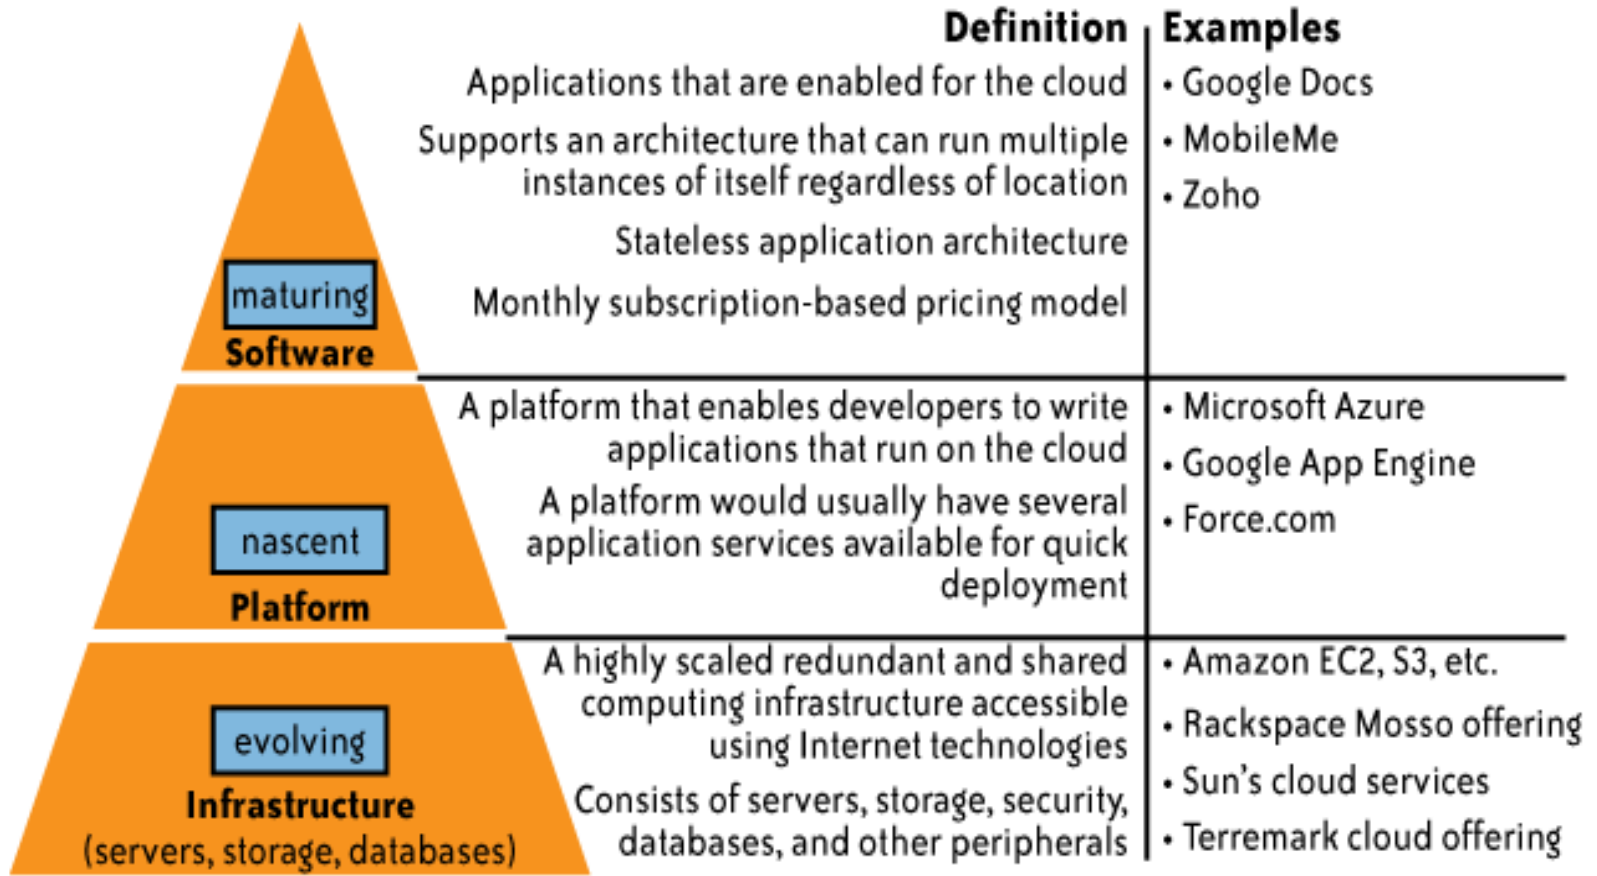 Definition
Examples
Applications that are enabled for the cloud
Supports an architecture that can run multiple
instances of itself regardless of location
Stateless application architecture
Monthly subscription-based pricing model
• Google Docs
• MobileMe
• Zoho
maturing
Software
A platform that enables developers to write
applications that run on the cloud
A platform would usually have several
application services available for quick
deployment
• Microsoft Azure
• Google App Engine
• Force.com
nascent
Platform
A highly scaled redundant and shared
computing infrastructure accessible
using Internet technologies
Consists of servers, storage, security,
databases, and other peripherals
• Amazon EC2, S3, etc.
• Rackspace Mosso offering
• Sun's cloud services
• Terremark cloud offering
evolving
Infrastructure
(servers, storage, databases)